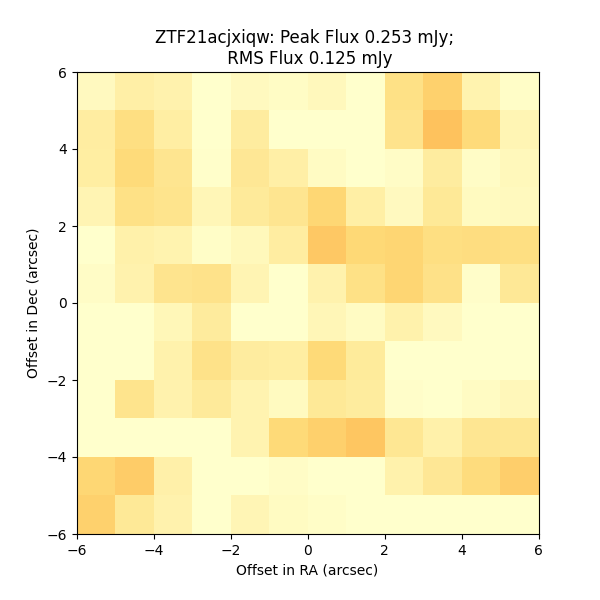 ZTF21acjxiqw: Peak Flux 0.253 mJy;
RMS Flux 0.125 mJy
6
4
2
0
−2
−4
−6
Offset in Dec (arcsec)
−6 −4 −2 0 2 4 6
Offset in RA (arcsec)